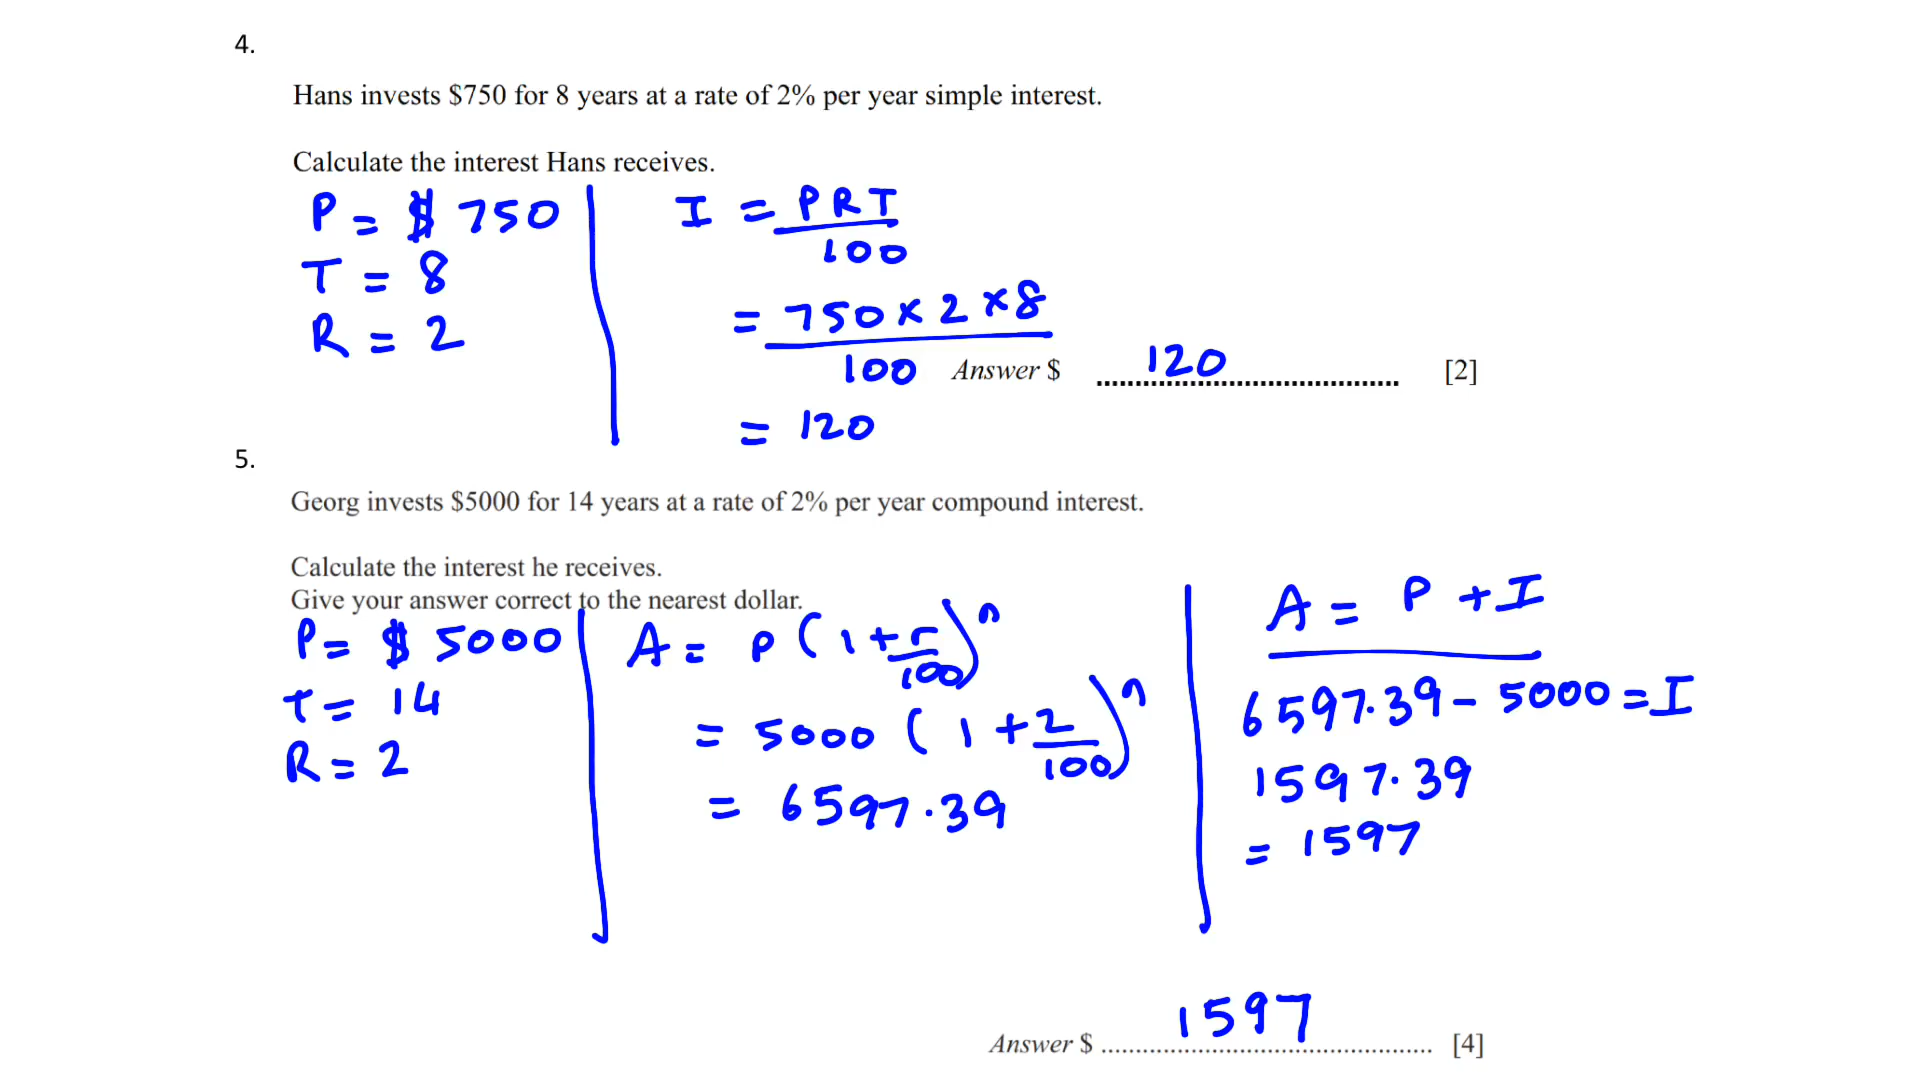 4.
Hans invests $750 for 8 years at a rate of 2% per year simple interest.
Calculate the interest Hans receives.
P = $ 750
T = 8
R = 2
I = PRT
100
= 750 × 2 × 8
100
= 120
Answer $ 120 [2]
5.
Georg invests $5000 for 14 years at a rate of 2% per year compound interest.
Calculate the interest he receives.
Give your answer correct to the nearest dollar.
P = $ 5000
T = 14
R = 2
A = P ( 1 + r
100 ) n
= 5000 ( 1 + 2
100 ) n
= 6597.39
A = P + I
6597.39 - 5000 = I
1597.39
= 1597
Answer $ 1597 [4]